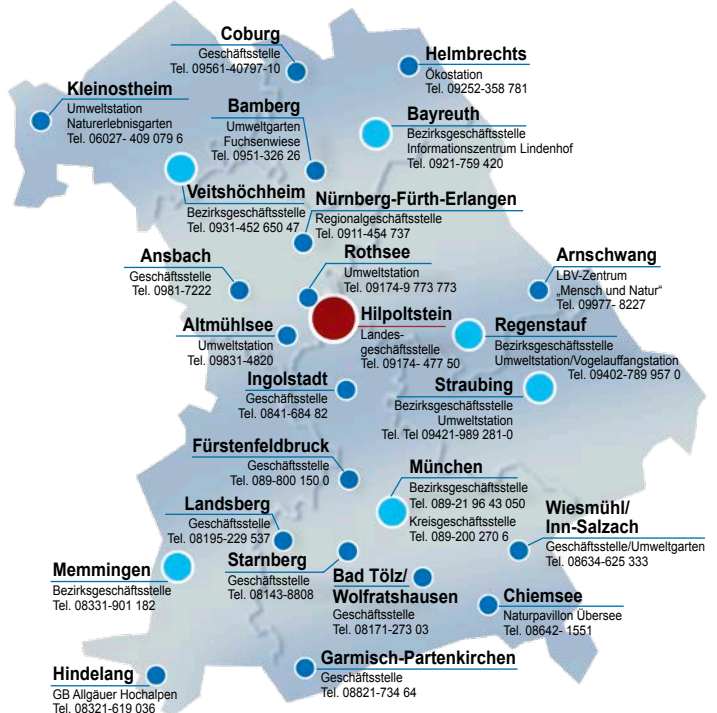 Coburg
Geschäftsstelle
Tel. 09561-40797-10
Helmbrechts
Ökostation
Tel. 09252-358 781
Kleinostheim
Umweltstation
Naturerlebnisgarten
Tel. 06027- 409 079 6
Bamberg
Umweltgarten
Fuchsenwiese
Tel. 0951-326 26
Bayreuth
Bezirksgeschäftsstelle
Informationszentrum Lindenhof
Tel. 0921-759 420
Veitshöchheim
Bezirksgeschäftsstelle
Tel. 0931-452 650 47
Nürnberg-Fürth-Erlangen
Regionalgeschäftsstelle
Tel. 0911-454 737
Ansbach
Geschäftsstelle
Tel. 0981-7222
Rothsee
Umweltstation
Tel. 09174-9 773 773
Arnschwang
LBV-Zentrum
„Mensch und Natur“
Tel. 09977- 8227
Altmühlsee
Umweltstation
Tel. 09831-4820
Hilpoltstein
Landes-
geschäftsstelle
Tel. 09174- 477 50
Regenstauf
Bezirksgeschäftsstelle
Umweltstation/Vogelauffangstation
Tel. 09402-789 957 0
Ingolstadt
Geschäftsstelle
Tel. 0841-684 82
Straubing
Bezirksgeschäftsstelle
Umweltstation
Tel. Tel 09421-989 281-0
Fürstenfeldbruck
Geschäftsstelle
Tel. 089-800 150 0
München
Bezirksgeschäftsstelle
Tel. 089-21 96 43 050
Kreisgeschäftsstelle
Tel. 089-200 270 6
Landsberg
Geschäftsstelle
Tel. 08195-229 537
Wiesmühl/
Inn-Salzach
Geschäftsstelle/Umweltgarten
Tel. 08634-625 333
Starnberg
Geschäftsstelle
Tel. 08143-8808
Memmingen
Bezirksgeschäftsstelle
Tel. 08331-901 182
Bad Tölz/
Wolfratshausen
Geschäftsstelle
Tel. 08171-273 03
Chiemsee
Naturpavillon Übersee
Tel. 08642- 1551
Hindelang
GB Allgäuer Hochalpen
Tel. 08321-619 036
Garmisch-Partenkirchen
Geschäftsstelle
Tel. 08821-734 64